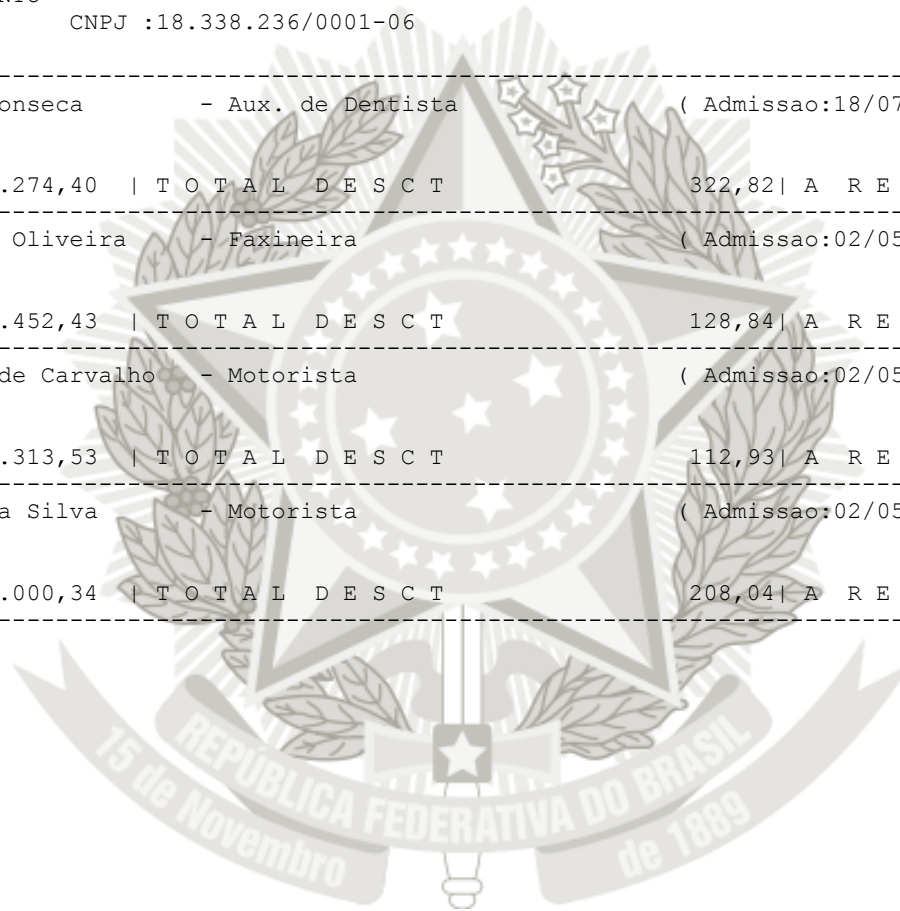 CNPJ :18.338.236/0001-06
------------------------------------------------------------
onseca - Aux. de Dentista ( Admissao:18/07
.274,40 | T O T A L D E S C T 322,82| A R E
------------------------------------------------------------
Oliveira - Faxineira ( Admissao:02/05
.452,43 | T O T A L D E S C T 128,84| A R E
------------------------------------------------------------
de Carvalho - Motorista ( Admissao:02/05
.313,53 | T O T A L D E S C T 112,93| A R E
------------------------------------------------------------
a Silva - Motorista ( Admissao:02/05
.000,34 | T O T A L D E S C T 208,04| A R E
------------------------------------------------------------
REPÚBLICA FEDERATIVA DO BRASIL
15 de Novembro de 1889